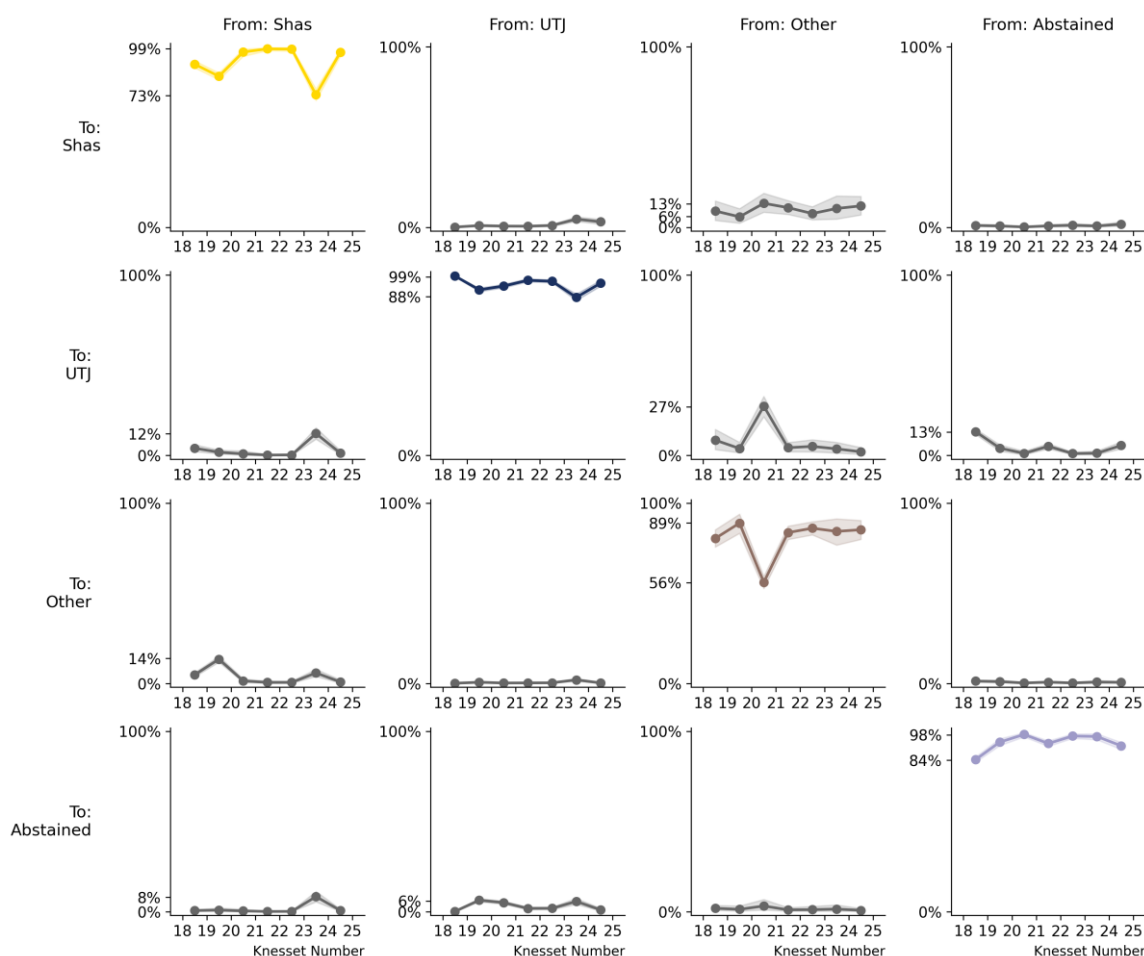 From: Shas From: UTJ From: Other From: Abstained
99% 100% 100% 100%
73%
To:
Shas
13%
6%
0% 0% 0% 0%
18 19 20 21 22 23 24 25 18 19 20 21 22 23 24 25 18 19 20 21 22 23 24 25 18 19 20 21 22 23 24 25
100% 99% 100% 100%
88%
To:
UTJ
27%
12% 13%
0% 0% 0% 0%
18 19 20 21 22 23 24 25 18 19 20 21 22 23 24 25 18 19 20 21 22 23 24 25 18 19 20 21 22 23 24 25
100% 100% 100% 100%
89%
56%
To:
Other
14%
0% 0% 0% 0%
18 19 20 21 22 23 24 25 18 19 20 21 22 23 24 25 18 19 20 21 22 23 24 25 18 19 20 21 22 23 24 25
100% 100% 100% 98%
84%
To:
Abstained
8% 6%
0% 0% 0% 0%
18 19 20 21 22 23 24 25 18 19 20 21 22 23 24 25 18 19 20 21 22 23 24 25 18 19 20 21 22 23 24 25
Knesset Number Knesset Number Knesset Number Knesset Number